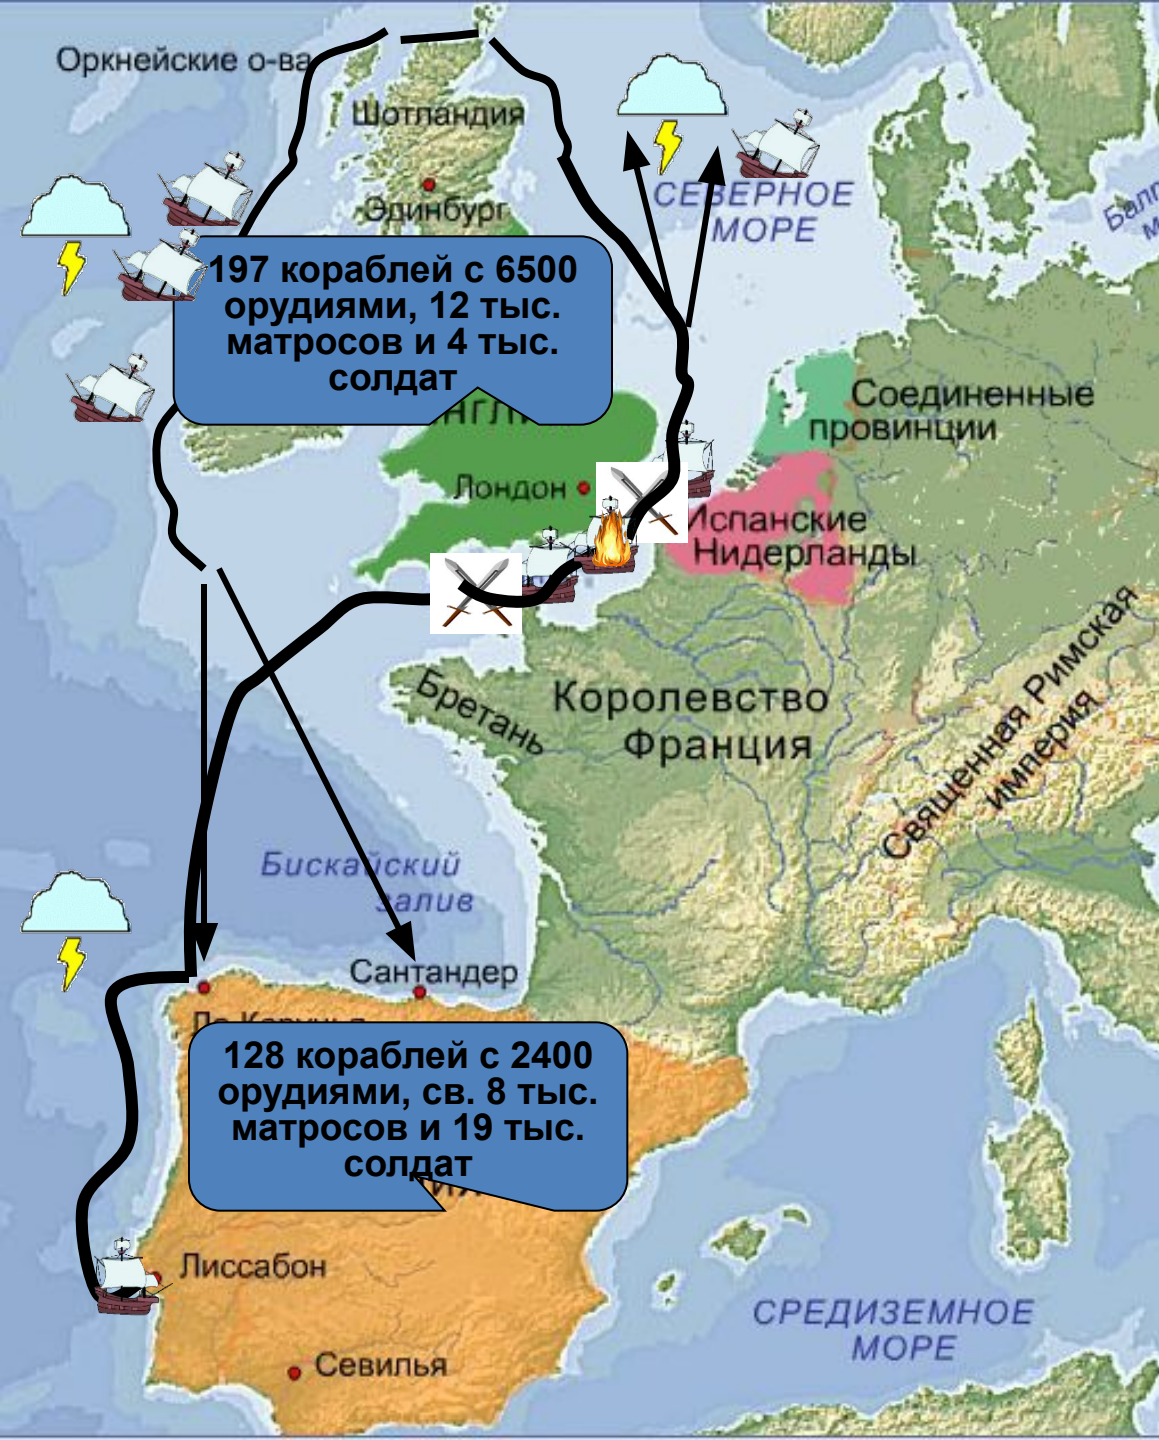 Оркнейские о-ва
Шотландия
Эдинбург
СЕВЕРНОЕ
МОРЕ
197 кораблей с 6500
орудиями, 12 тыс.
матросов и 4 тыс.
солдат
Соединенные
провинции
Лондон
Испанские
Нидерланды
Бретань
Королевство
Франция
Священная Римская
империя
Бискайский
залив
Сантандер
128 кораблей с 2400
орудиями, св. 8 тыс.
матросов и 19 тыс.
солдат
Лиссабон
Севилья
СРЕДИЗЕМНОЕ
МОРЕ